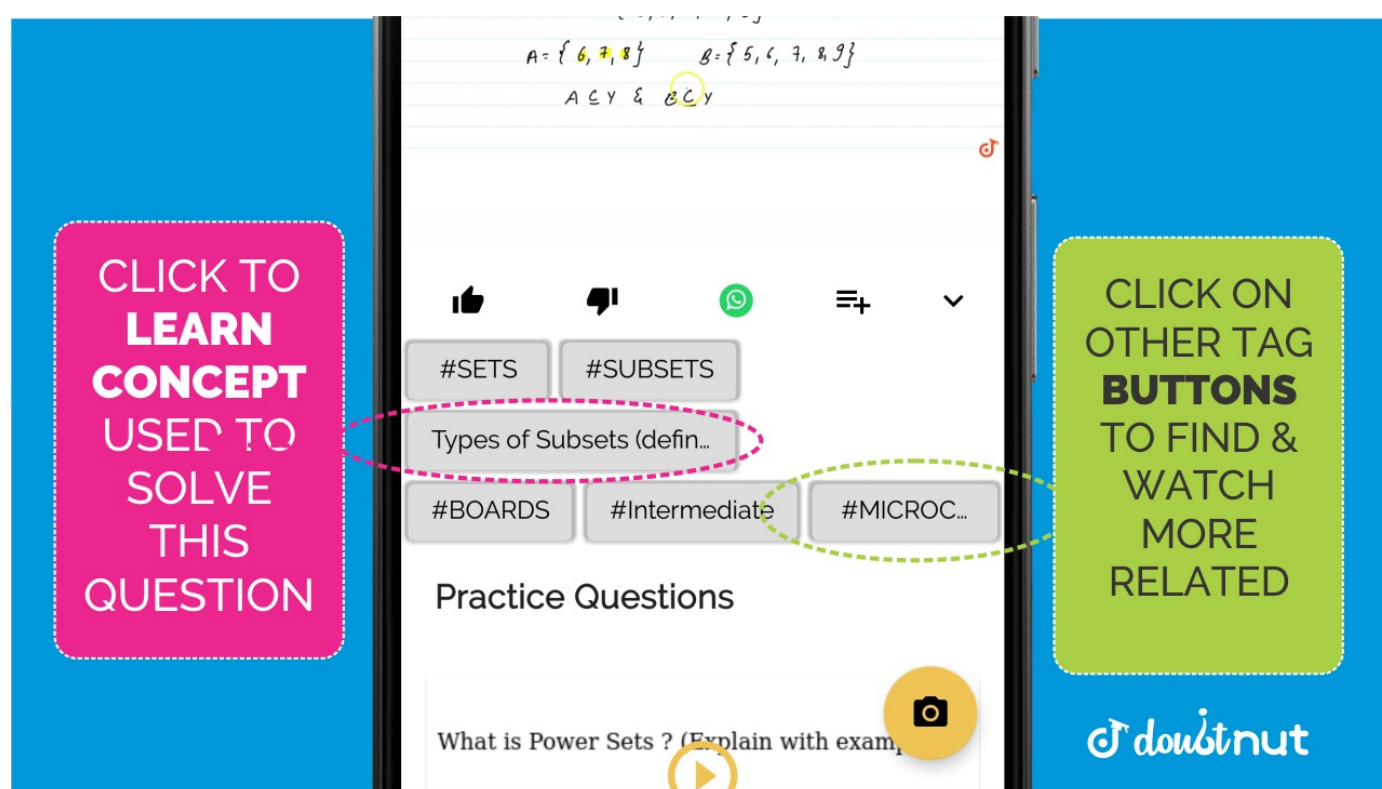 A = { 6, 7, 8} B = { 5, 6, 7, 8, 9}
A ⊆ Y & B ⊆ Y
CLICK TO
LEARN
CONCEPT
USED TO
SOLVE
THIS
QUESTION
#SETS #SUBSETS
Types of Subsets (defin...
#BOARDS #Intermediate #MICROC...
Practice Questions
What is Power Sets ? (Explain with exam
CLICK ON
OTHER TAG
BUTTONS
TO FIND &
WATCH
MORE
RELATED
doubtnut